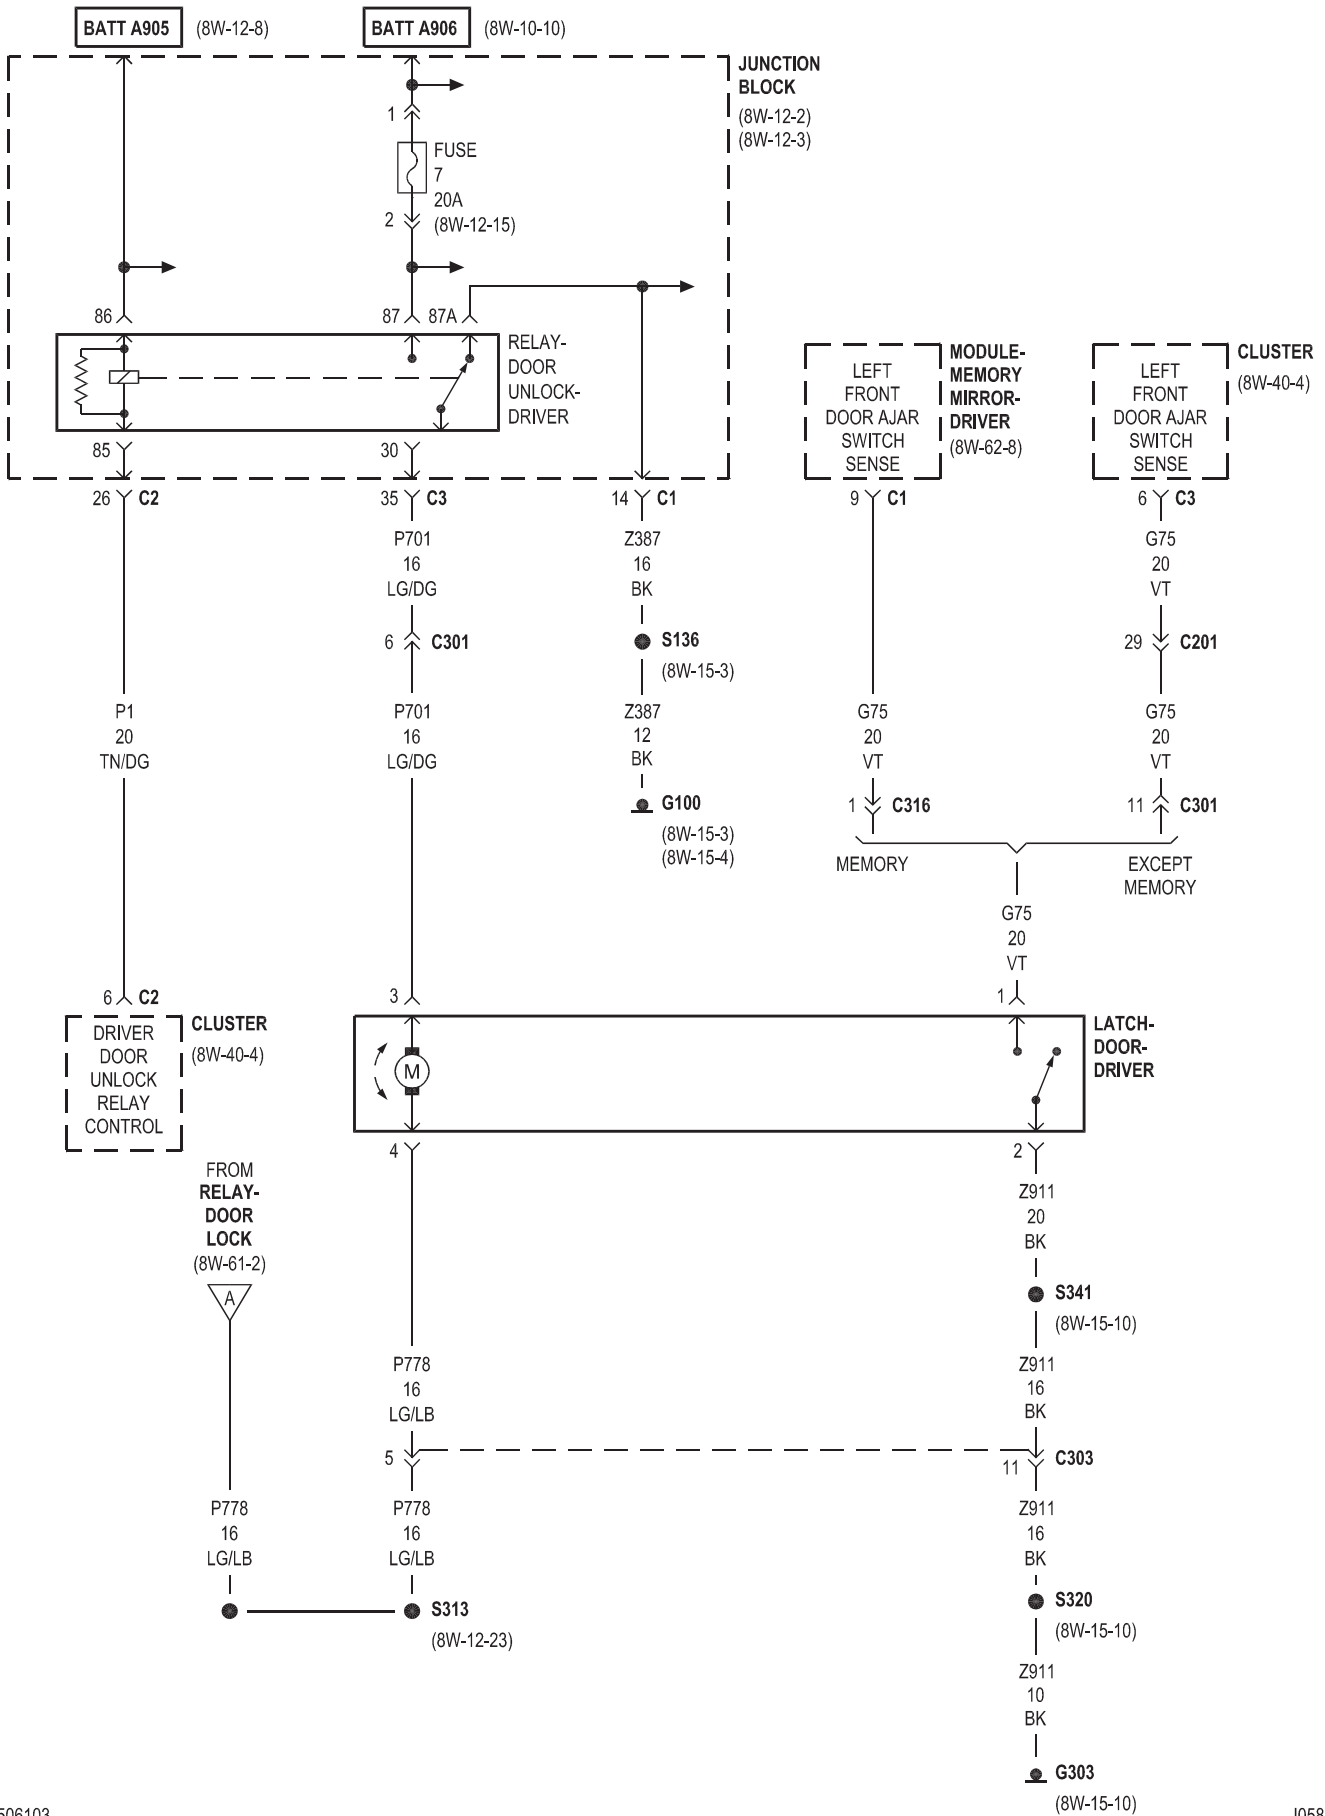 BATT A905 (8W-12-8)
BATT A906 (8W-10-10)
JUNCTION
BLOCK
(8W-12-2)
(8W-12-3)
1
FUSE
7
20A
(8W-12-15)
2
86
87
87A
RELAY-
DOOR
UNLOCK-
DRIVER
85
30
26 C2
35 C3
14 C1
LEFT
FRONT
DOOR AJAR
SWITCH
SENSE
MODULE-
MEMORY
MIRROR-
DRIVER
(8W-62-8)
LEFT
FRONT
DOOR AJAR
SWITCH
SENSE
CLUSTER
(8W-40-4)
9 C1
6 C3
P701
16
LG/DG
Z387
16
BK
G75
20
VT
6 C301
S136
(8W-15-3)
29 C201
P1
20
TN/DG
P701
16
LG/DG
Z387
12
BK
G75
20
VT
G75
20
VT
G100
(8W-15-3)
(8W-15-4)
1 C316
11 C301
MEMORY
EXCEPT
MEMORY
G75
20
VT
6 C2
3
1
DRIVER
DOOR
UNLOCK
RELAY
CONTROL
CLUSTER
(8W-40-4)
M
LATCH-
DOOR-
DRIVER
4
2
FROM
RELAY-
DOOR
LOCK
(8W-61-2)
A
Z911
20
BK
S341
(8W-15-10)
P778
16
LG/LB
Z911
16
BK
5
11
C303
P778
16
LG/LB
P778
16
LG/LB
Z911
16
BK
S313
(8W-12-23)
S320
(8W-15-10)
Z911
10
BK
G303
(8W-15-10)